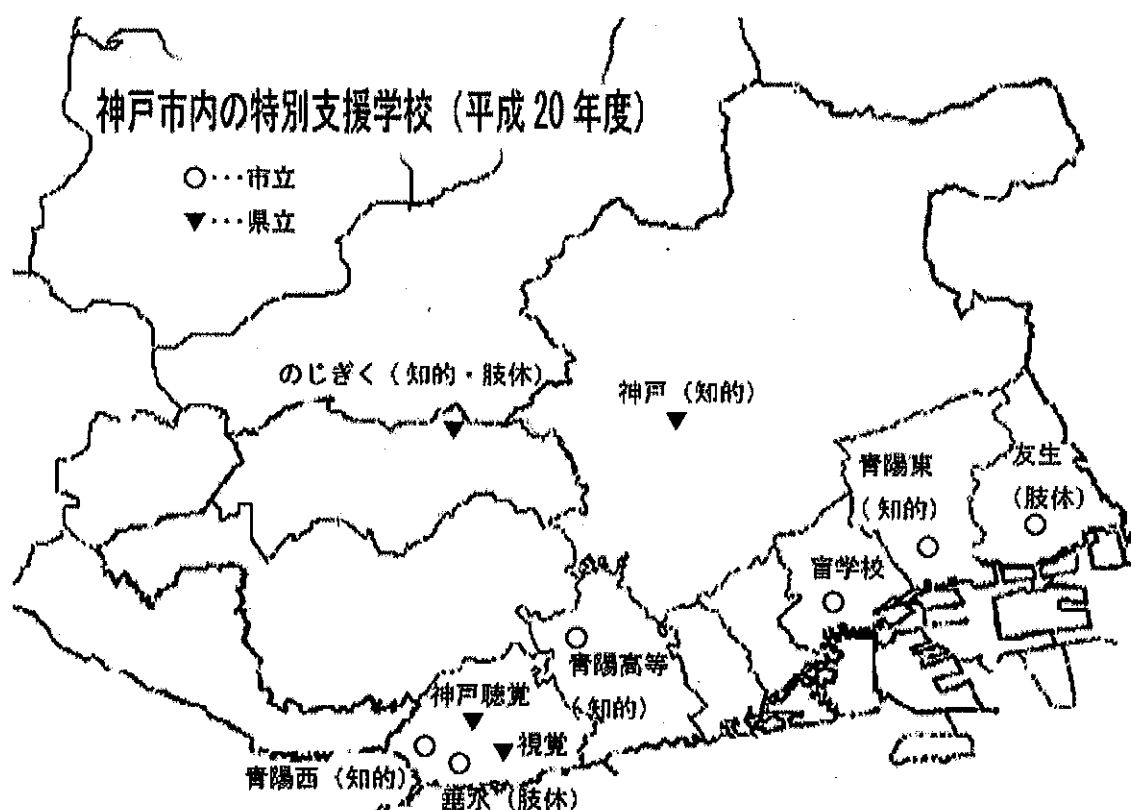 神戸市内の特別支援学校（平成 20 年度）
○･･･市立
▼･･･県立
のじぎく（知的・肢体）
神戸（知的）
青陽東
（知的）
友生
（肢体）
盲学校
青陽高等
（知的）
神戸聴覚
視覚
青陽西（知的）
垂水（肢体）